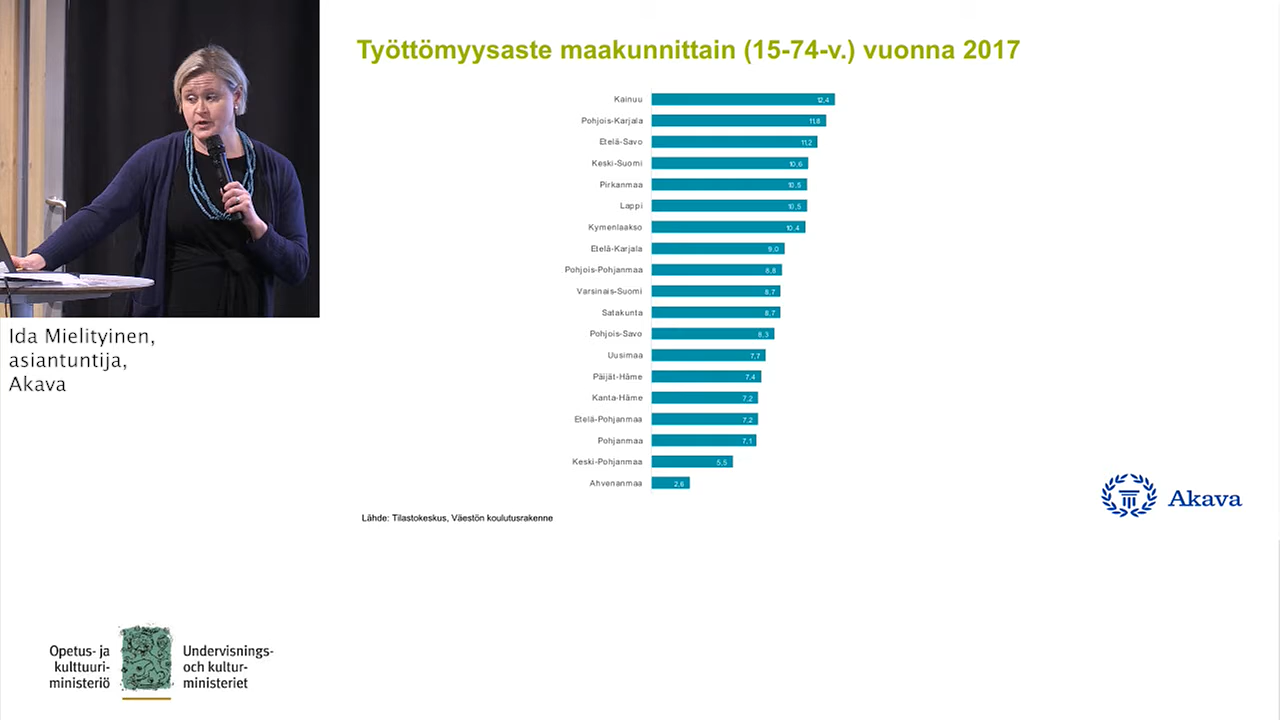 Työttömyysaste maakunnittain (15-74-v.) vuonna 2017
Kainuu 12,4
Pohjois-Karjala 11,8
Etelä-Savo 11,2
Keski-Suomi 10,6
Pirkanmaa 10,5
Lappi 10,5
Kymenlaakso 10,4
Etelä-Karjala 9,0
Pohjois-Pohjanmaa 8,8
Varsinais-Suomi 8,7
Satakunta 8,7
Pohjois-Savo 8,3
Uusimaa 7,7
Päijät-Häme 7,4
Kanta-Häme 7,2
Etelä-Pohjanmaa 7,2
Pohjanmaa 7,1
Keski-Pohjanmaa 5,5
Ahvenanmaa 2,6
Lähde: Tilastokeskus, Väestön koulutusrakenne
Akava
Ida Mielityinen,
asiantuntija,
Akava
Opetus- ja
kulttuuri-
ministeriö
Undervisnings-
och kultur-
ministeriet